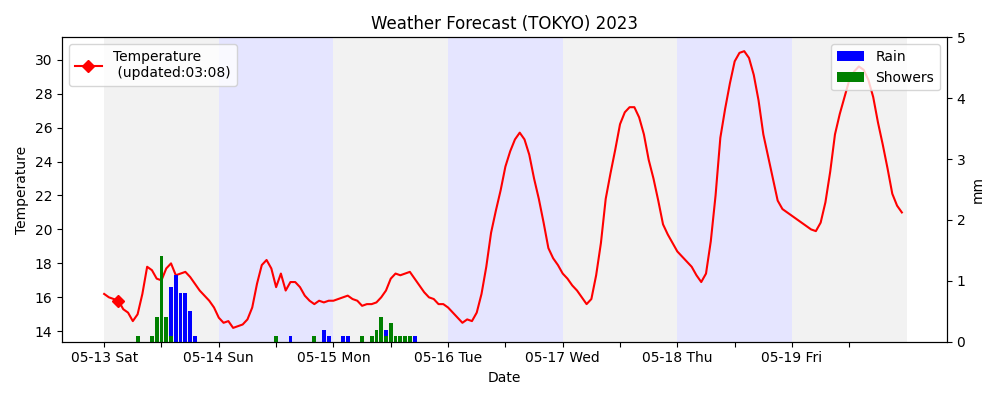 Weather Forecast (TOKYO) 2023
Temperature
(updated:03:08)
Rain
Showers
30
28
26
24
22
20
18
16
14
Temperature
5
4
3
2
1
0
mm
05-13 Sat 05-14 Sun 05-15 Mon 05-16 Tue 05-17 Wed 05-18 Thu 05-19 Fri
Date